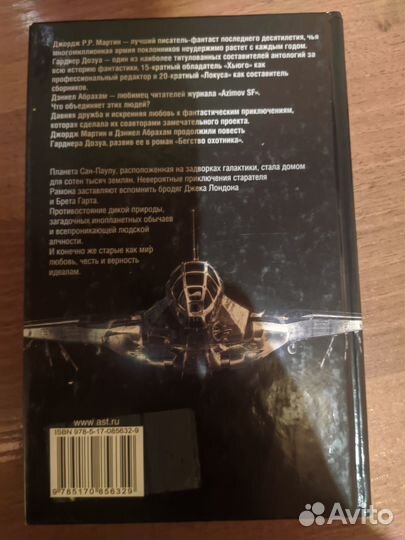 Джордж Р.Р. Мартин — лучший писатель-фантаст последнего десятилетия, чья
многомиллионная армия поклонников неудержимо растет с каждым годом.
Гарднер Дозуа – один из наиболее титулованных составителей антологий за
всю историю фантастики, 15-кратный обладатель «Хьюго» как
профессиональный редактор и 20-кратный «Локуса» как составитель
сборников.
Дэниел Абрахам – любимец читателей журнала «Azimov SF».
Что объединяет этих людей?
Давняя дружба и искренняя любовь к фантастическим приключениям,
которая сделала их соавторами замечательного проекта.
Джордж Мартин и Дэниел Абрахам продолжили повесть
Гарднера Дозуа, развив ее в роман «Бегство охотника».
Планета Сан-Паулу, расположенная на задворках галактики, стала домом
для сотен тысяч землян. Невероятные приключения старателя
Рамона заставляют вспомнить бродяг Джека Лондона
и Брета Гарта.
Противостояние дикой природы,
загадочных инопланетных обычаев
и всепроникающей людской
алчности.
И конечно же старые как мир
любовь, честь и верность
идеалам.
www.ast.ru
ISBN 978-5-17-085632-9
9 785170 856329
Avito